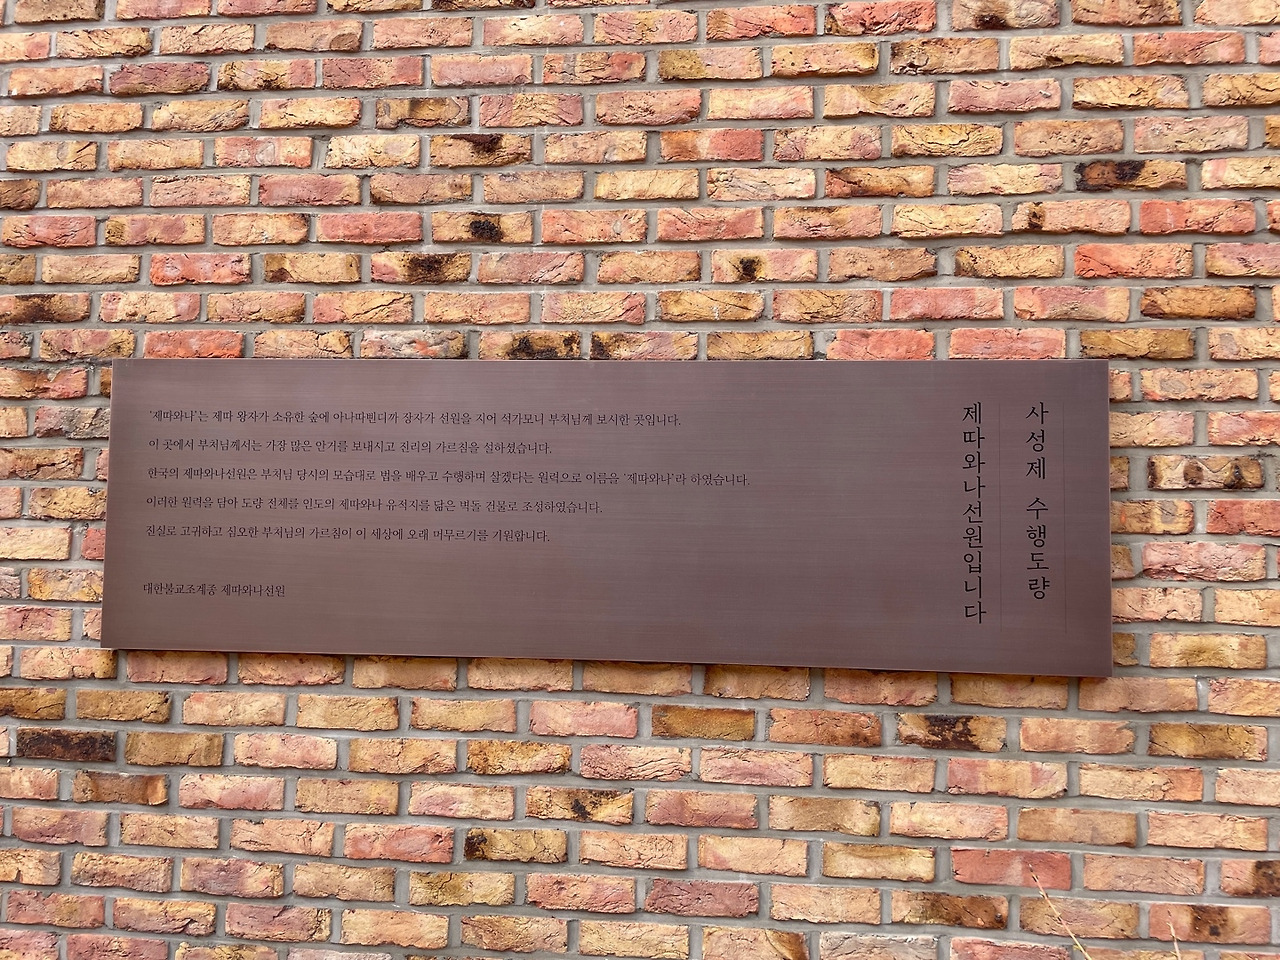 사성제 수행도량
제따와나선원입니다
'제따와나'는 제따 왕자가 소유한 숲에 아나따삔디까 장자가 선원을 지어 석가모니 부처님께 보시한 곳입니다.
이 곳에서 부처님께서는 가장 많은 안거를 보내시고 진리의 가르침을 설하셨습니다.
한국의 제따와나선원은 부처님 당시의 모습대로 법을 배우고 수행하며 살겠다는 원력으로 이름을 '제따와나'라 하였습니다.
이러한 원력을 담아 도량 전체를 인도의 제따와나 유적지를 닮은 벽돌 건물로 조성하였습니다.
진실로 고귀하고 심오한 부처님의 가르침이 이 세상에 오래 머무르기를 기원합니다.
대한불교조계종 제따와나선원